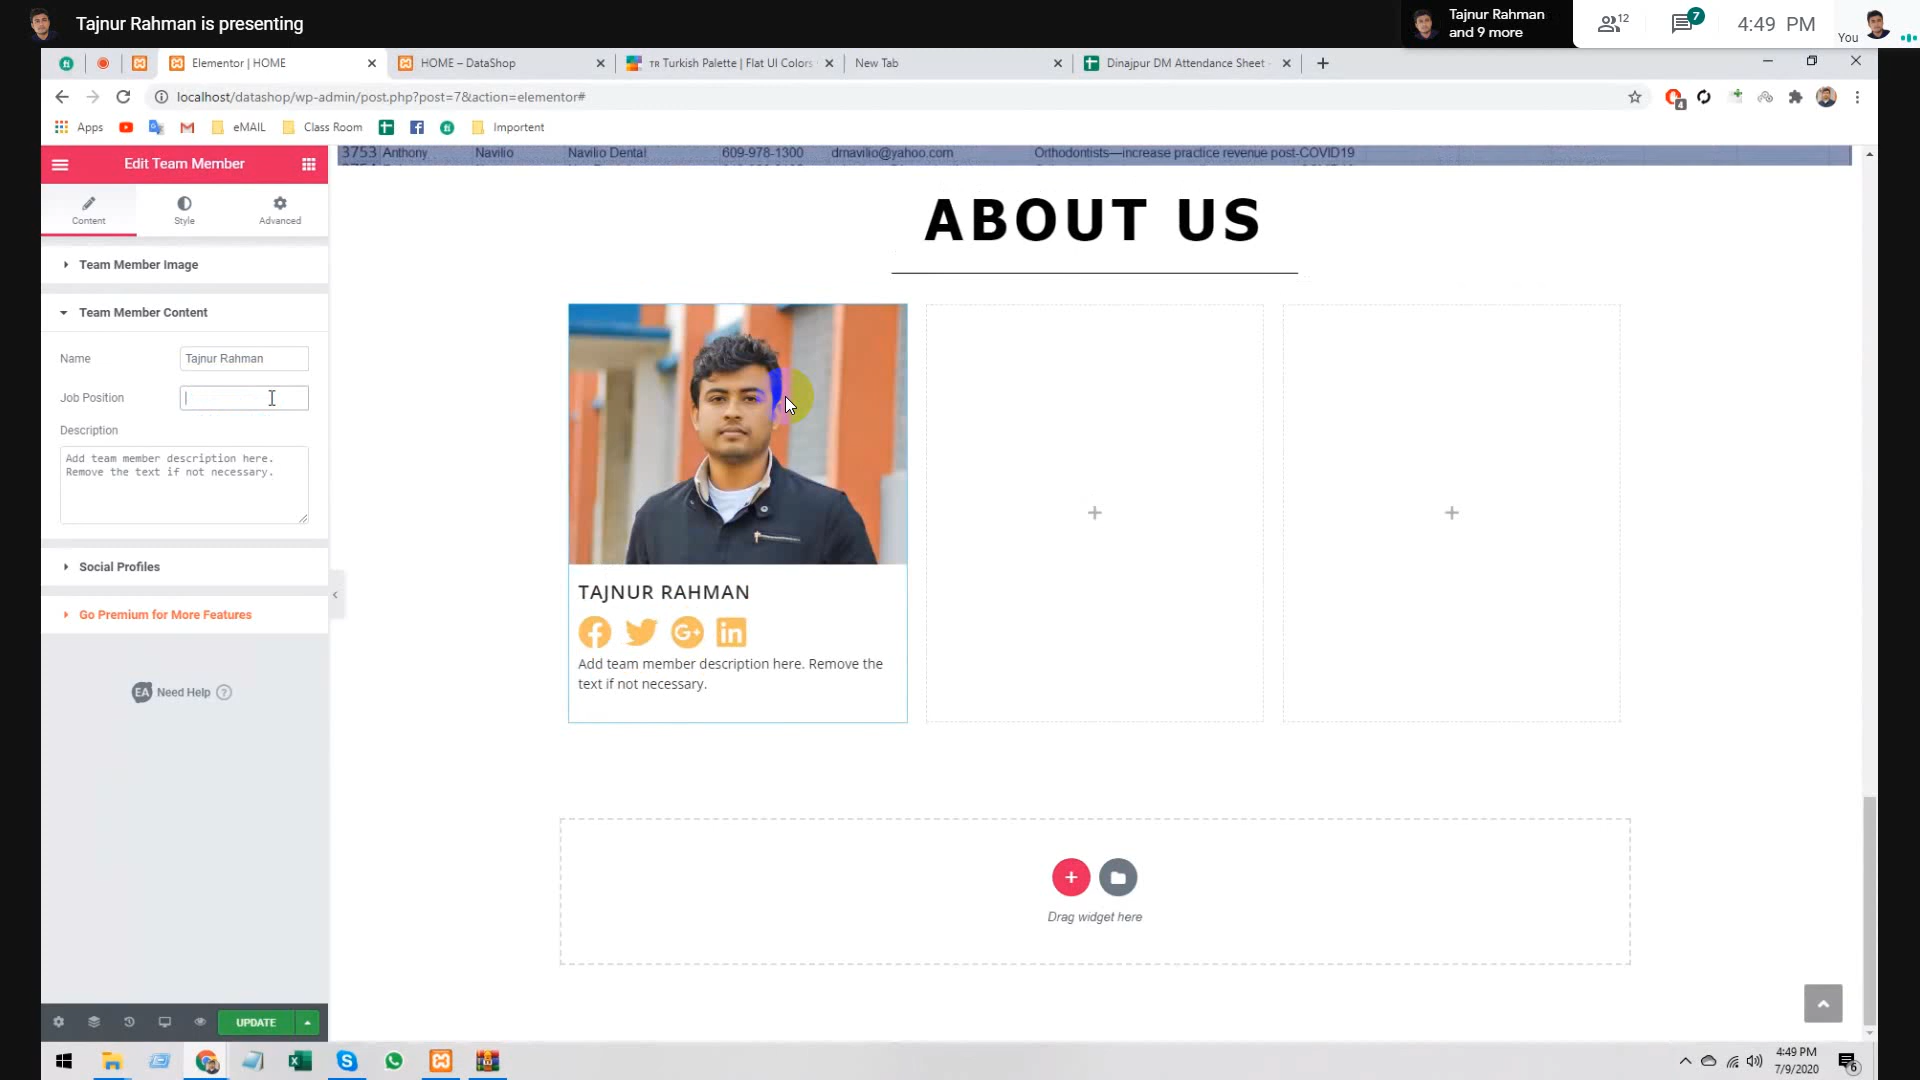 Tajnur Rahman is presenting
Tajnur Rahman
and 9 more
12
7
4:49 PM
You
Elementor | HOME
HOME – DataShop
TR Turkish Palette | Flat UI Colors
New Tab
Dinajpur DM Attendance Sheet -
localhost/datashop/wp-admin/post.php?post=7&action=elementor#
4
Apps
eMAIL
Class Room
Importent
Edit Team Member
3753 Anthony Navilio Navilio Dental 609-978-1300 dmavilio@yahoo.com Orthodontists—increase practice revenue post-COVID19
Content
Style
Advanced
ABOUT US
Team Member Image
Team Member Content
Name
Tajnur Rahman
Job Position
Description
Add team member description here.
Remove the text if not necessary.
Social Profiles
Go Premium for More Features
EA Need Help ?
TAJNUR RAHMAN
Add team member description here. Remove the
text if not necessary.
Drag widget here
UPDATE
4:49 PM
7/9/2020
6